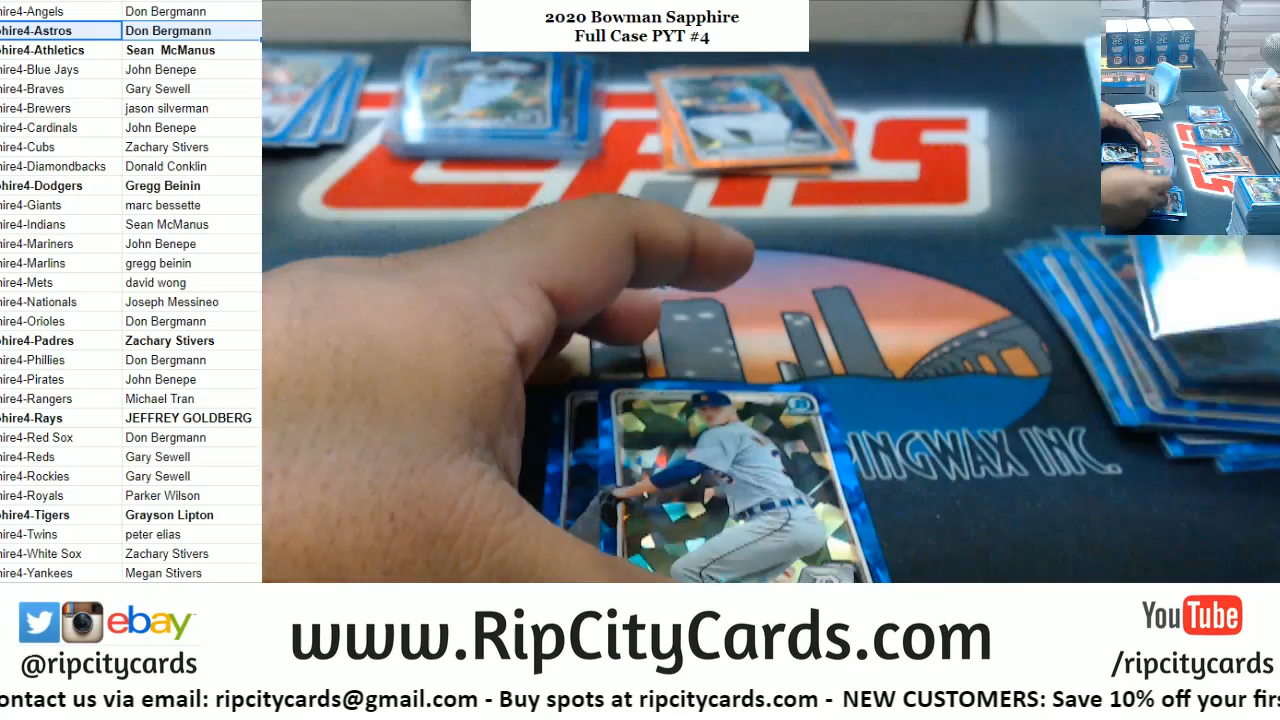 hire4-Angels Don Bergmann
hire4-Astros Don Bergmann
hire4-Athletics Sean McManus
hire4-Blue Jays John Benepe
hire4-Braves Gary Sewell
hire4-Brewers jason silverman
hire4-Cardinals John Benepe
hire4-Cubs Zachary Stivers
hire4-Diamondbacks Donald Conklin
hire4-Dodgers Gregg Beinin
hire4-Giants marc bessette
hire4-Indians Sean McManus
hire4-Mariners John Benepe
hire4-Marlins gregg beinin
hire4-Mets david wong
hire4-Nationals Joseph Messineo
hire4-Orioles Don Bergmann
hire4-Padres Zachary Stivers
hire4-Phillies Don Bergmann
hire4-Pirates John Benepe
hire4-Rangers Michael Tran
hire4-Rays JEFFREY GOLDBERG
hire4-Red Sox Don Bergmann
hire4-Reds Gary Sewell
hire4-Rockies Gary Sewell
hire4-Royals Parker Wilson
hire4-Tigers Grayson Lipton
hire4-Twins peter elias
hire4-White Sox Zachary Stivers
hire4-Yankees Megan Stivers
2020 Bowman Sapphire
Full Case PYT #4
INGWAX INC.
ebay
@ripcitycards
www.RipCityCards.com
YouTube
/ripcitycards
ontact us via email: ripcitycards@gmail.com - Buy spots at ripcitycards.com - NEW CUSTOMERS: Save 10% off your firs